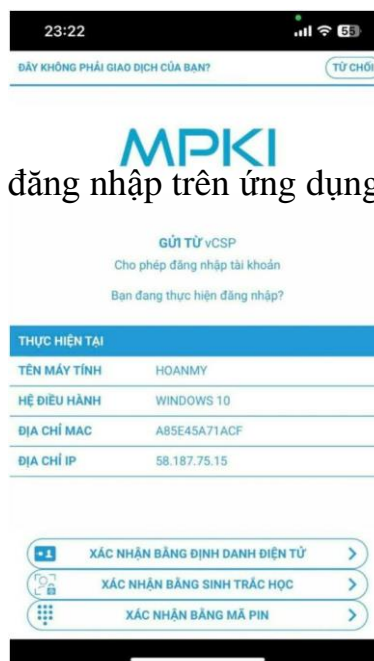 23:22 55
ĐÂY KHÔNG PHẢI GIAO DỊCH CỦA BẠN? TỪ CHỐI
MPKI
đăng nhập trên ứng dụng
GỬI TỪ vCSP
Cho phép đăng nhập tài khoản
Bạn đang thực hiện đăng nhập?
THỰC HIỆN TẠI
TÊN MÁY TÍNH HOANMY
HỆ ĐIỀU HÀNH WINDOWS 10
ĐỊA CHỈ MAC A85E45A71ACF
ĐỊA CHỈ IP 58.187.75.15
XÁC NHẬN BẰNG ĐỊNH DANH ĐIỆN TỬ
XÁC NHẬN BẰNG SINH TRẮC HỌC
XÁC NHẬN BẰNG MÃ PIN